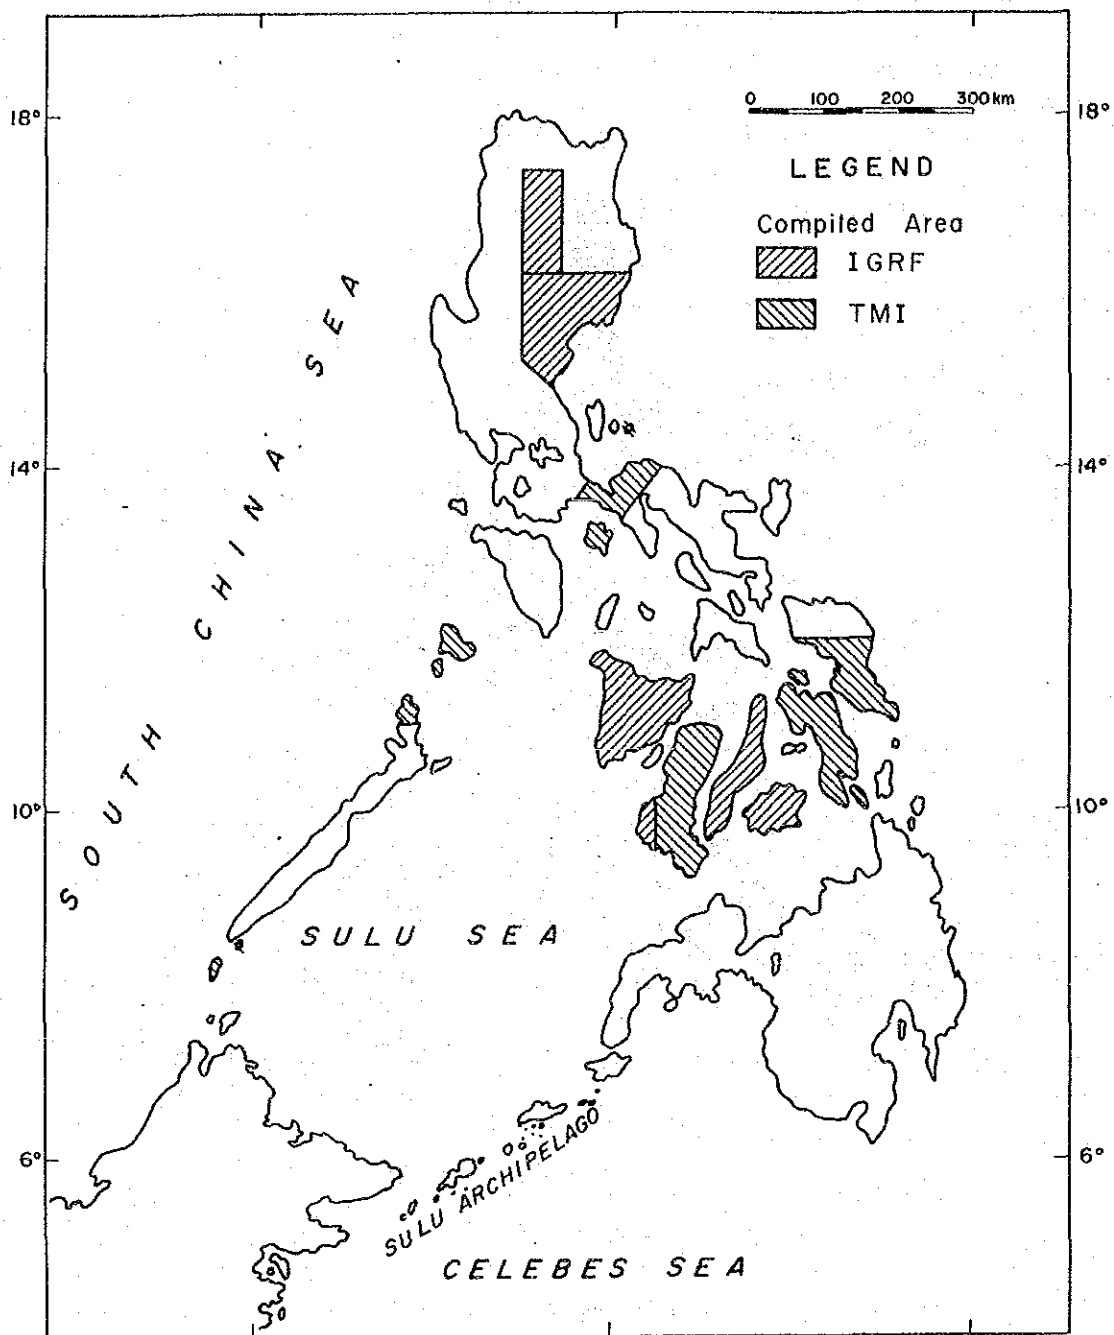 0 100 200 300km
18°
18°
LEGEND
Compiled Area
IGRF
TMI
SOUTH CHINA SEA
14°
14°
10°
10°
SULU SEA
6°
6°
SULU ARCHIPELAGO
CELEBES SEA